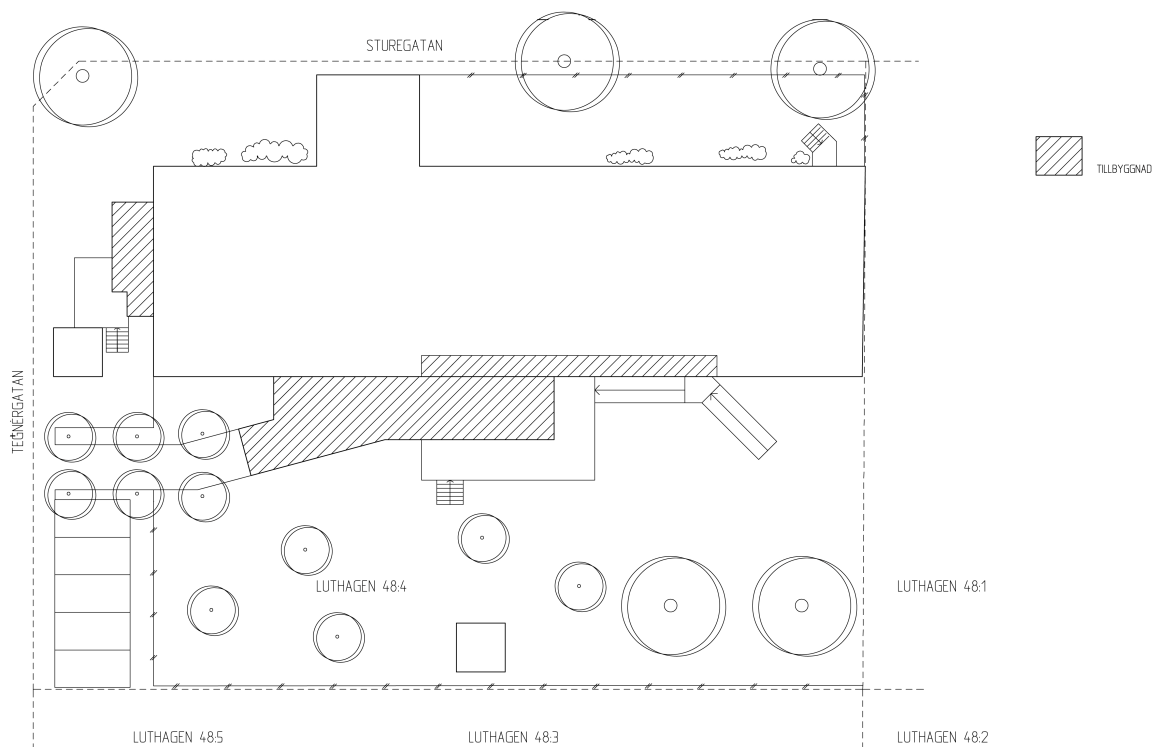 STUREGATAN
TILLBYGGNAD
TEGNÉRGATAN
LUTHAGEN 48:4
LUTHAGEN 48:1
LUTHAGEN 48:5
LUTHAGEN 48:3
LUTHAGEN 48:2